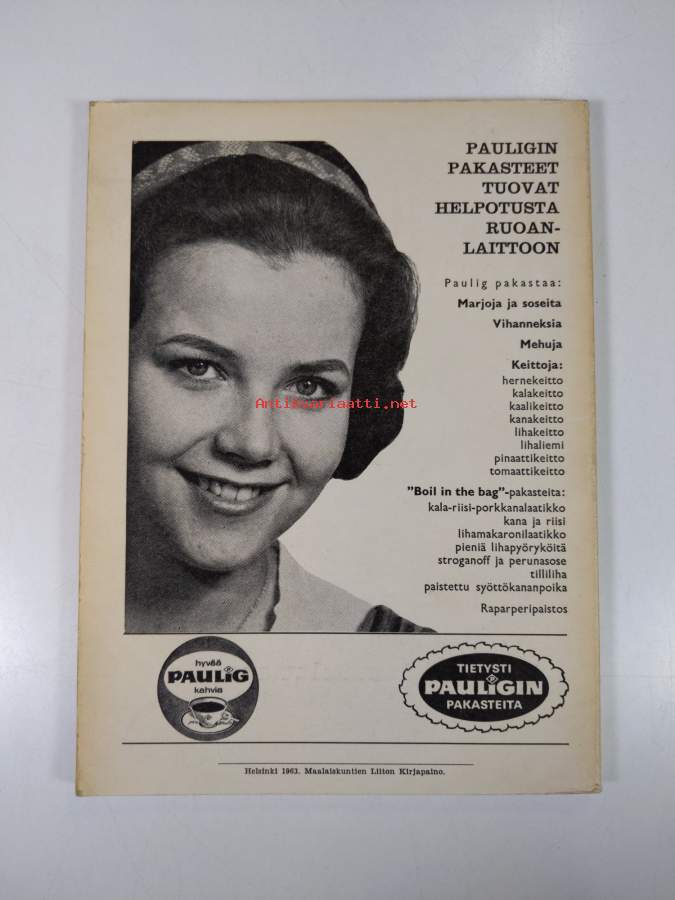 PAULIGIN
PAKASTEET
TUOVAT
HELPOTUSTA
RUOAN-
LAITTOON
Paulig pakastaa:
Marjoja ja soseita
Vihanneksia
Mehuja
Keittoja:
hernekeitto
kalakeitto
kaalikeitto
kanakeitto
lihakeitto
lihaliemi
pinaattikeitto
tomaattikeitto
"Boil in the bag"-pakasteita:
kala-riisi-porkkanalaatikko
kana ja riisi
lihamakaronilaatikko
pieniä lihapyöryköitä
stroganoff ja perunasose
tilliliha
paistettu syöttökananpoika
Raparperipaistos
Antikvariaatti.net
hyvää
PAULiG
kahvia
TIETYSTI
PAULiGIN
PAKASTEITA
Helsinki 1963. Maalaiskuntien Liiton Kirjapaino.